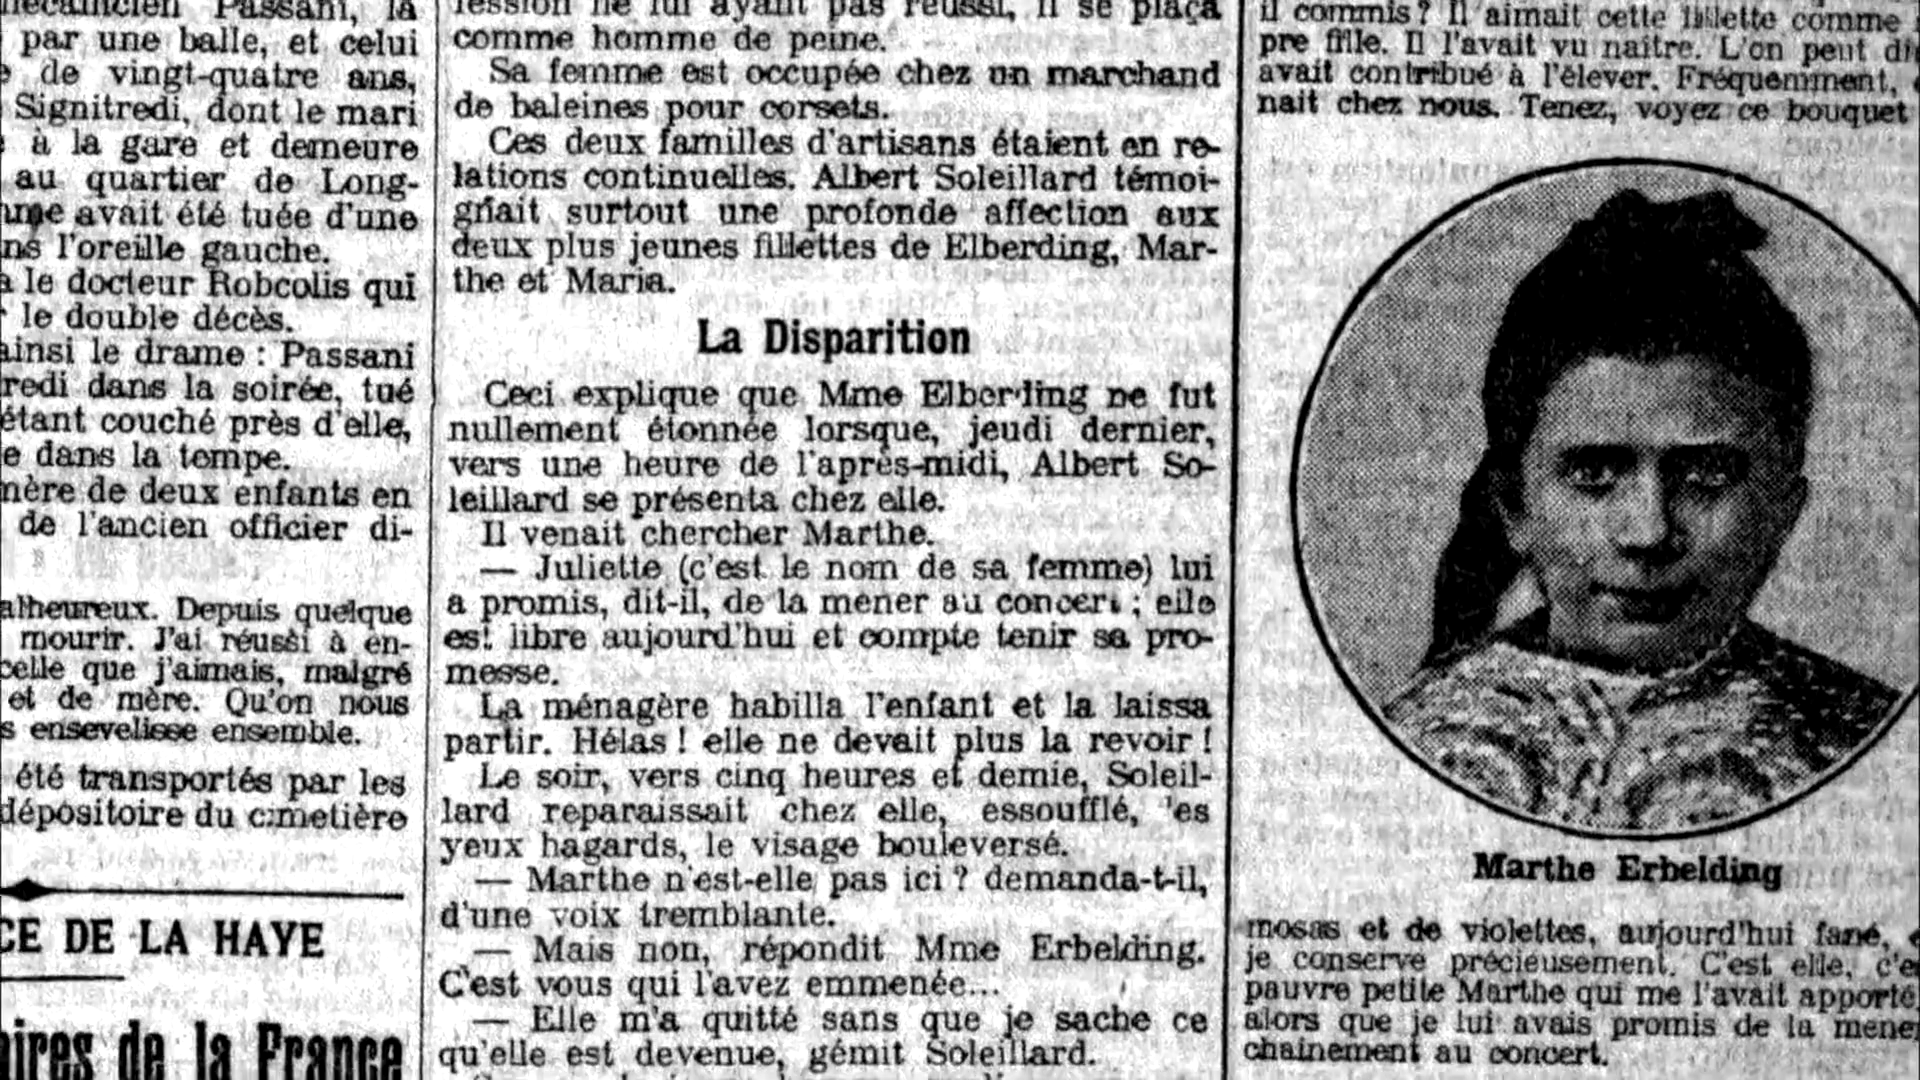 mécanicien Passani, la
par une balle, et celui
de vingt-quatre ans,
Signitredi, dont le mari
à la gare et demeure
au quartier de Long-
avait été tuée d'une
l'oreille gauche.
le docteur Robcolis qui
le double décès.
ainsi le drame : Passani
redi dans la soirée, tué
étant couché près d'elle,
e dans la tempe.
mère de deux enfants en
de l'ancien officier di-
alheureux. Depuis quelque
mourir. J'ai réussi à en-
celle que j'aimais, malgré
et de mère. Qu'on nous
s ensevelisse ensemble.
été transportés par les
dépositoire du cimetière
CE DE LA HAYE
aires de la France
fession ne lui ayant pas réussi, il se plaça
comme homme de peine.
Sa femme est occupée chez un marchand
de baleines pour corsets.
Ces deux familles d'artisans étaient en re-
lations continuelles. Albert Soleillard témoi-
gnait surtout une profonde affection aux
deux plus jeunes fillettes de Elberding, Mar-
the et Maria.
La Disparition
Ceci explique que Mme Elberding ne fut
nullement étonnée lorsque, jeudi dernier,
vers une heure de l'après-midi, Albert So-
leillard se présenta chez elle.
Il venait chercher Marthe.
— Juliette (c'est le nom de sa femme) lui
a promis, dit-il, de la mener au concert ; elle
est libre aujourd'hui et compte tenir sa pro-
messe.
La ménagère habilla l'enfant et la laissa
partir. Hélas ! elle ne devait plus la revoir !
Le soir, vers cinq heures et demie, Soleil-
lard reparaissait chez elle, essoufflé, les
yeux hagards, le visage bouleversé.
— Marthe n'est-elle pas ici ? demanda-t-il,
d'une voix tremblante.
— Mais non, répondit Mme Erbelding.
C'est vous qui l'avez emmenée...
— Elle m'a quitté sans que je sache ce
qu'elle est devenue, gémit Soleillard.
il commis ? Il aimait cette fillette comme
pre fille. Il l'avait vu naître. L'on peut di
avait contribué à l'élever. Fréquemment,
nait chez nous. Tenez, voyez ce bouquet
Marthe Erbelding
mosas et de violettes, aujourd'hui fané,
je conserve précieusement. C'est elle, c'e
pauvre petite Marthe qui me l'avait apporté,
alors que je lui avais promis de la mene
chainement au concert.